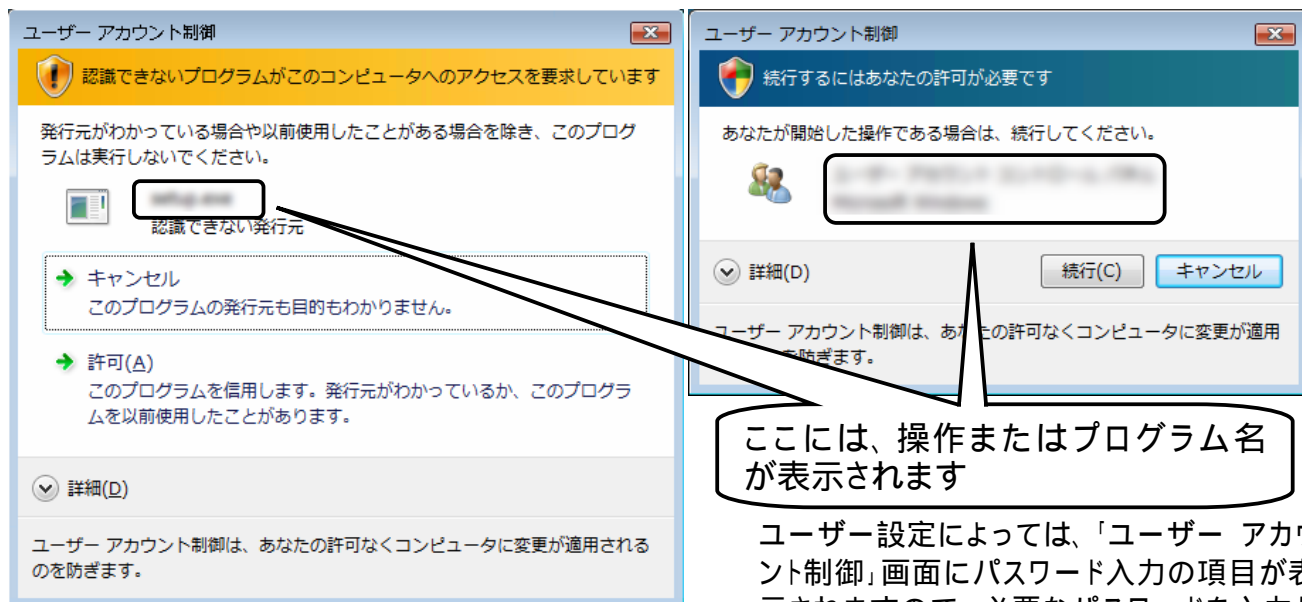 ユーザー アカウント制御
認識できないプログラムがこのコンピュータへのアクセスを要求しています
発行元がわかっている場合や以前使用したことがある場合を除き、このプログ
ラムは実行しないでください。
setup.exe
認識できない発行元
キャンセル
このプログラムの発行元も目的もわかりません。
許可(A)
このプログラムを信用します。発行元がわかっているか、このプログラ
ムを以前使用したことがあります。
詳細(D)
ユーザー アカウント制御は、あなたの許可なくコンピュータに変更が適用される
のを防ぎます。
ユーザー アカウント制御
続行するにはあなたの許可が必要です
あなたが開始した操作である場合は、続行してください。
詳細(D)
続行(C)
キャンセル
ユーザー アカウント制御は、あなたの許可なくコンピュータに変更が適用
を防ぎます。
ここには、操作またはプログラム名
が表示されます
ユーザー設定によっては、「ユーザー アカウ
ント制御」画面にパスワード入力の項目が表